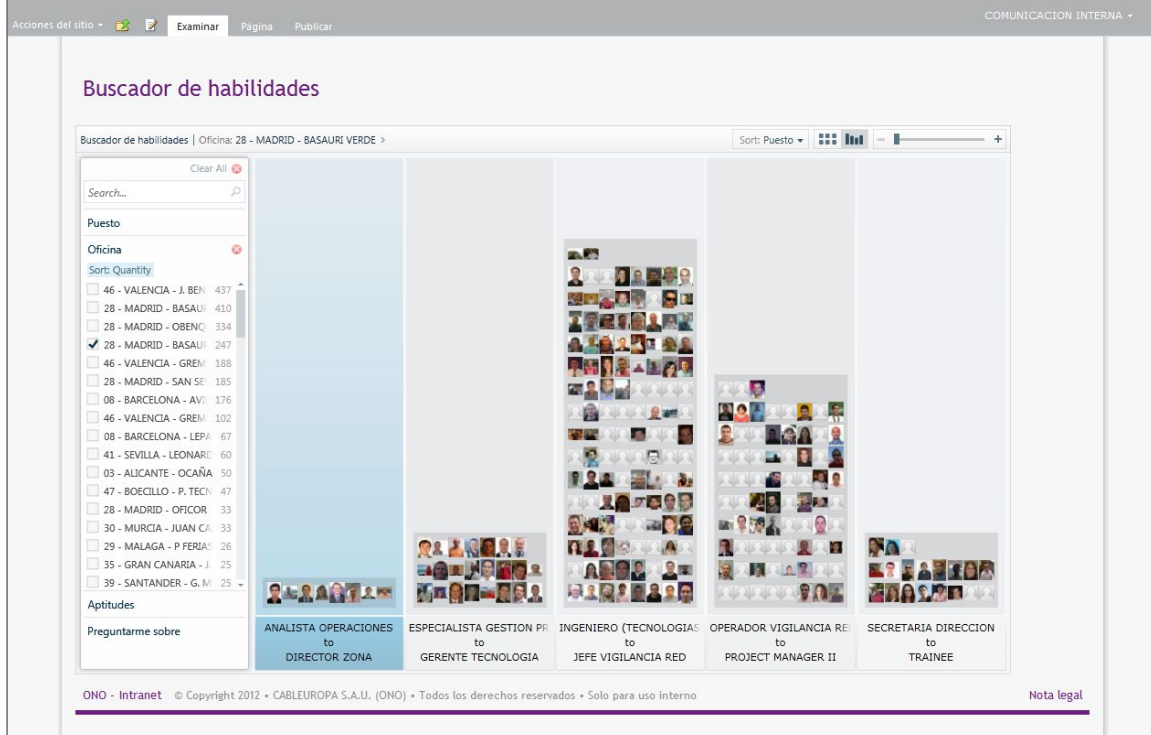 Acciones del sitio Examinar Página Publicar COMUNICACION INTERNA
Buscador de habilidades
Buscador de habilidades | Oficina: 28 - MADRID - BASAURI VERDE > Sort: Puesto - +
Clear All
Search...
Puesto
Oficina
Sort: Quantity
46 - VALENCIA - J. BEN 437
28 - MADRID - BASAU 410
28 - MADRID - OBENQ 334
28 - MADRID - BASAU 247
46 - VALENCIA - GREM 188
28 - MADRID - SAN SE 185
08 - BARCELONA - AVI 176
46 - VALENCIA - GREM 102
08 - BARCELONA - LEPA 67
41 - SEVILLA - LEONARD 60
03 - ALICANTE - OCAÑA 50
47 - BOECILLO - P. TECN 47
28 - MADRID - OFICOR 33
30 - MURCIA - JUAN CA 33
29 - MALAGA - P FERIAS 26
35 - GRAN CANARIA - J. 25
39 - SANTANDER - G. M 25
Aptitudes
Preguntarme sobre
ANALISTA OPERACIONES ESPECIALISTA GESTION PR INGENIERO (TECNOLOGIAS OPERADOR VIGILANCIA RE SECRETARIA DIRECCION
to to to to to
DIRECTOR ZONA GERENTE TECNOLOGIA JEFE VIGILANCIA RED PROJECT MANAGER II TRAINEE
ONO - Intranet © Copyright 2012 • CABLEUROPA S.A.U. (ONO) • Todos los derechos reservados • Solo para uso interno Nota legal